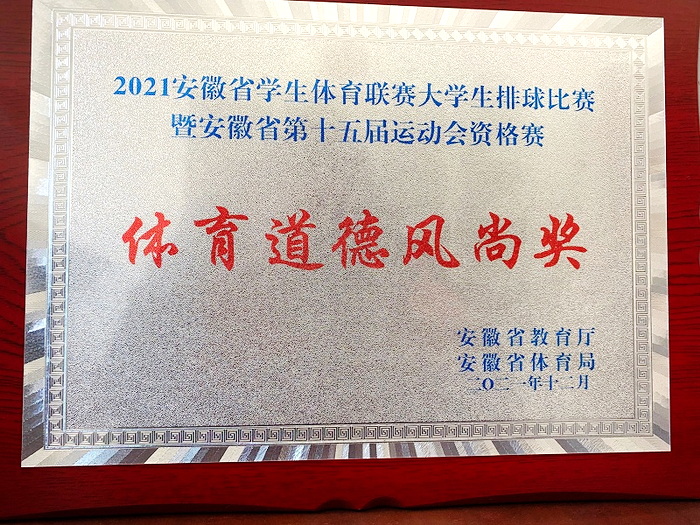 2021安徽省学生体育联赛大学生排球比赛
暨安徽省第十五届运动会资格赛
体育道德风尚奖
安徽省教育厅
安徽省体育局
二〇二一年十二月